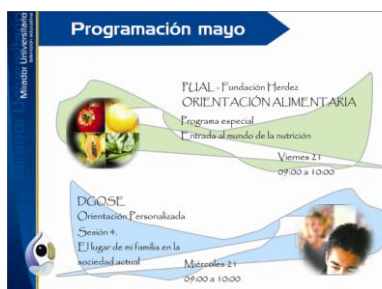 Programación mayo
Mirador Universitario
televisión educativa
PUAL - Fundación Herdez
ORIENTACIÓN ALIMENTARIA
Programa especial
Entrada al mundo de la nutrición
Viernes 21
09:00 a 10:00
DGOSE
Orientación Personalizada
Sesión 4.
El lugar de mi familia en la
sociedad actual
Miércoles 21
09:00 a 10:00